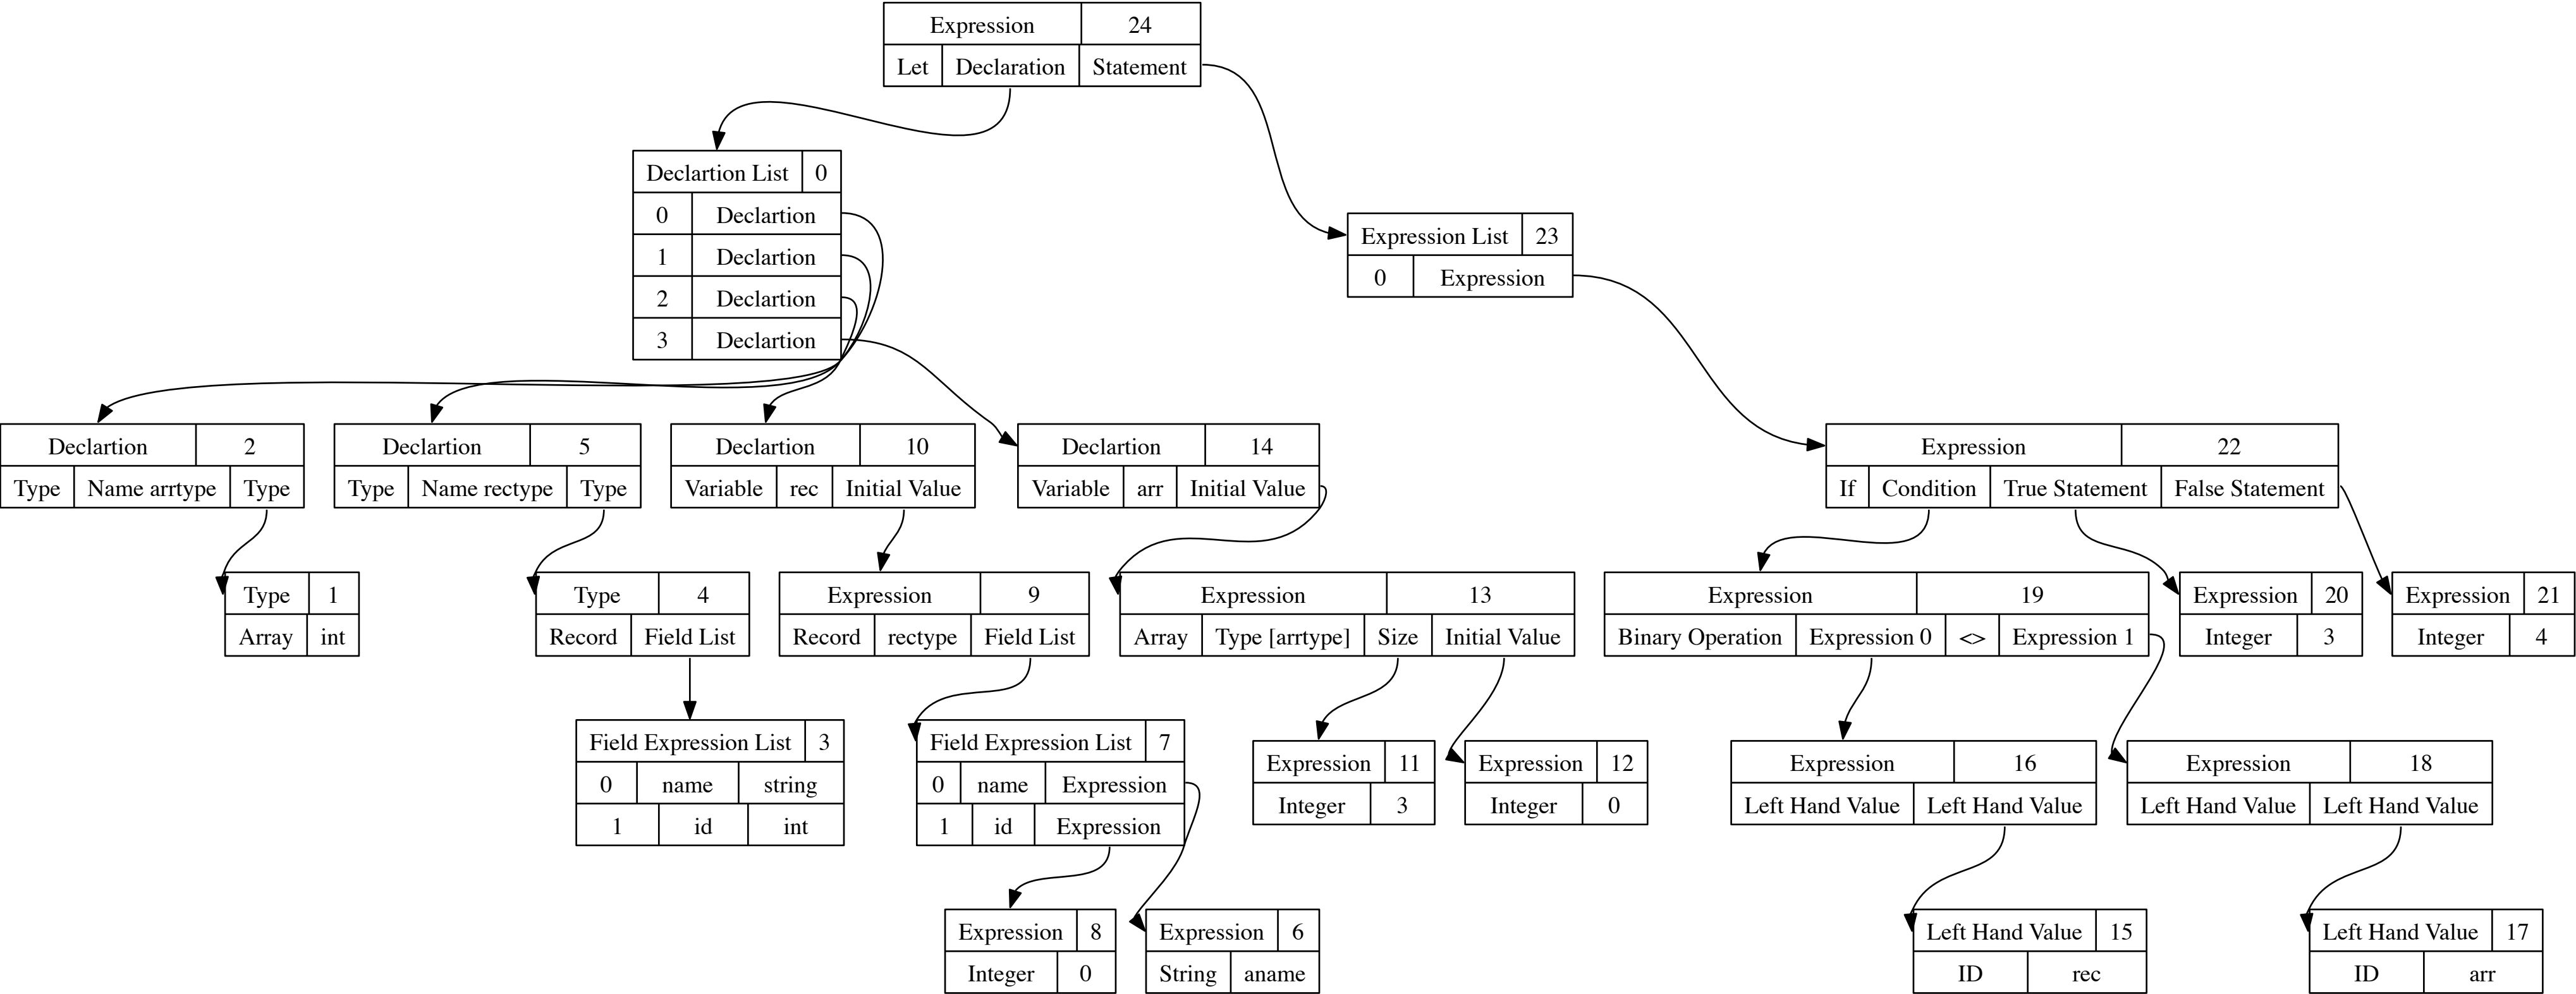 Expression 24
Let Declaration Statement
Declartion List 0
0 Declartion
1 Declartion
2 Declartion
3 Declartion
Expression List 23
0 Expression
Declartion 2
Type Name arrtype Type
Declartion 5
Type Name rectype Type
Declartion 10
Variable rec Initial Value
Declartion 14
Variable arr Initial Value
Expression 22
If Condition True Statement False Statement
Type 1
Array int
Type 4
Record Field List
Expression 9
Record rectype Field List
Expression 13
Array Type [arrtype] Size Initial Value
Expression 19
Binary Operation Expression 0 <> Expression 1
Expression 20
Integer 3
Expression 21
Integer 4
Field Expression List 3
0 name string
1 id int
Field Expression List 7
0 name Expression
1 id Expression
Expression 11
Integer 3
Expression 12
Integer 0
Expression 16
Left Hand Value Left Hand Value
Expression 18
Left Hand Value Left Hand Value
Expression 8
Integer 0
Expression 6
String aname
Left Hand Value 15
ID rec
Left Hand Value 17
ID arr